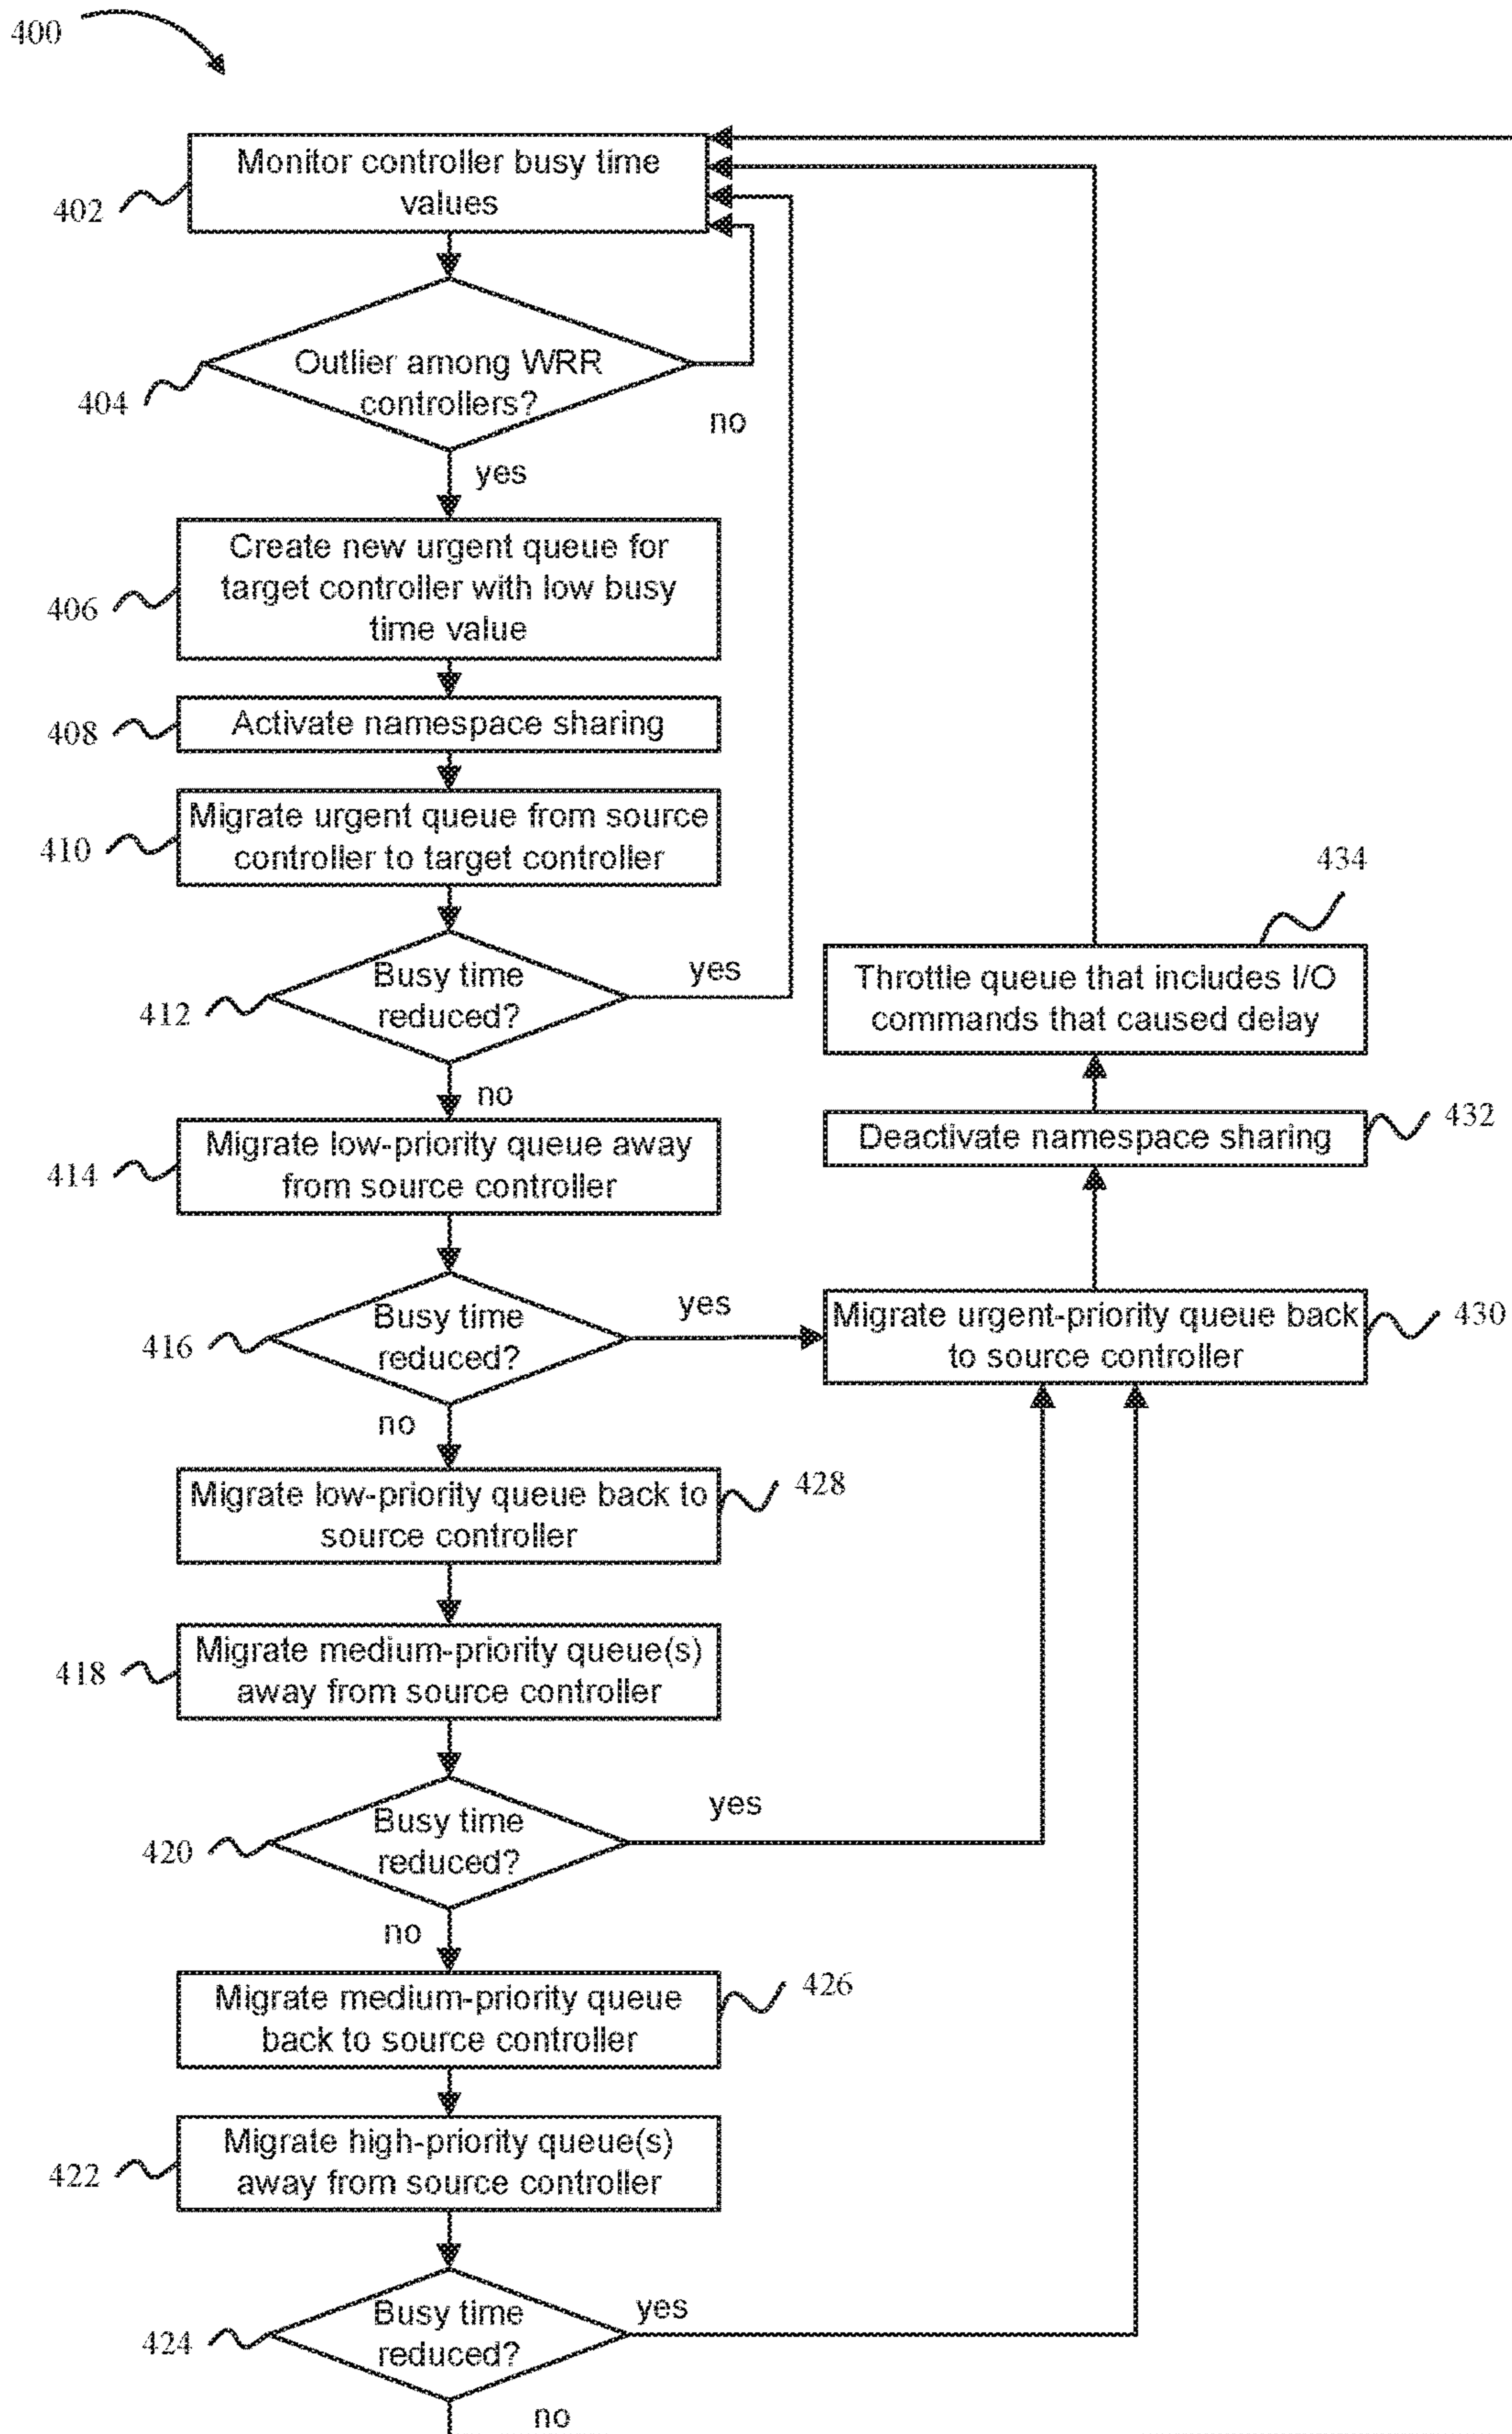 400
Monitor controller busy time
values
402
Outlier among WRR
controllers?
404
no
yes
Create new urgent queue for
target controller with low busy
time value
406
Activate namespace sharing
408
Migrate urgent queue from source
controller to target controller
410
Busy time
reduced?
412
yes
no
434
Throttle queue that includes I/O
commands that caused delay
Deactivate namespace sharing
432
Migrate low-priority queue away
from source controller
414
Busy time
reduced?
416
yes
Migrate urgent-priority queue back
to source controller
430
no
Migrate low-priority queue back to
source controller
428
Migrate medium-priority queue(s)
away from source controller
418
Busy time
reduced?
420
yes
no
Migrate medium-priority queue
back to source controller
426
Migrate high-priority queue(s)
away from source controller
422
Busy time
reduced?
424
yes
no